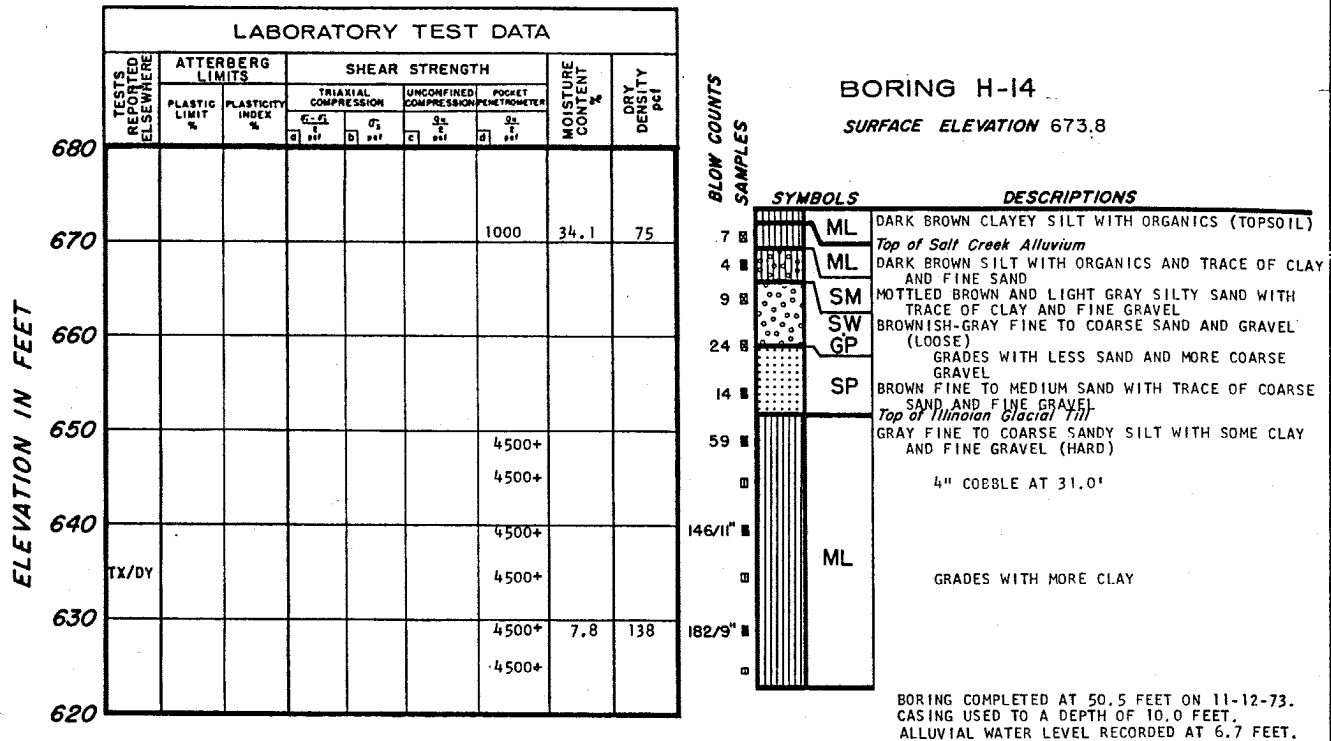 LABORATORY TEST DATA
TESTS REPORTED ELSEWHERE
ATTERBERG LIMITS
SHEAR STRENGTH
MOISTURE CONTENT %
DRY DENSITY pcf
PLASTIC LIMIT %
PLASTICITY INDEX %
TRIAXIAL COMPRESSION
UNCONFINED COMPRESSION
POCKET PENETROMETER
a psf
b psf
c psf
d psf
BORING H-14
SURFACE ELEVATION 673.8
BLOW COUNTS
SAMPLES
SYMBOLS
DESCRIPTIONS
ELEVATION IN FEET
680
670
660
650
640
630
620
1000 34.1 75
4500+
4500+
4500+
TX/DY 4500+
4500+ 7.8 138
4500+
7
4
9
24
14
59
146/11"
182/9"
ML DARK BROWN CLAYEY SILT WITH ORGANICS (TOPSOIL)
Top of Salt Creek Alluvium
ML DARK BROWN SILT WITH ORGANICS AND TRACE OF CLAY
AND FINE SAND
SM MOTTLED BROWN AND LIGHT GRAY SILTY SAND WITH
TRACE OF CLAY AND FINE GRAVEL
SW BROWNISH-GRAY FINE TO COARSE SAND AND GRAVEL
GP (LOOSE)
GRADES WITH LESS SAND AND MORE COARSE
GRAVEL
SP BROWN FINE TO MEDIUM SAND WITH TRACE OF COARSE
SAND AND FINE GRAVEL
Top of Illinoian Glacial Till
GRAY FINE TO COARSE SANDY SILT WITH SOME CLAY
AND FINE GRAVEL (HARD)
4" COBBLE AT 31.0'
ML
GRADES WITH MORE CLAY
BORING COMPLETED AT 50.5 FEET ON 11-12-73.
CASING USED TO A DEPTH OF 10.0 FEET.
ALLUVIAL WATER LEVEL RECORDED AT 6.7 FEET.